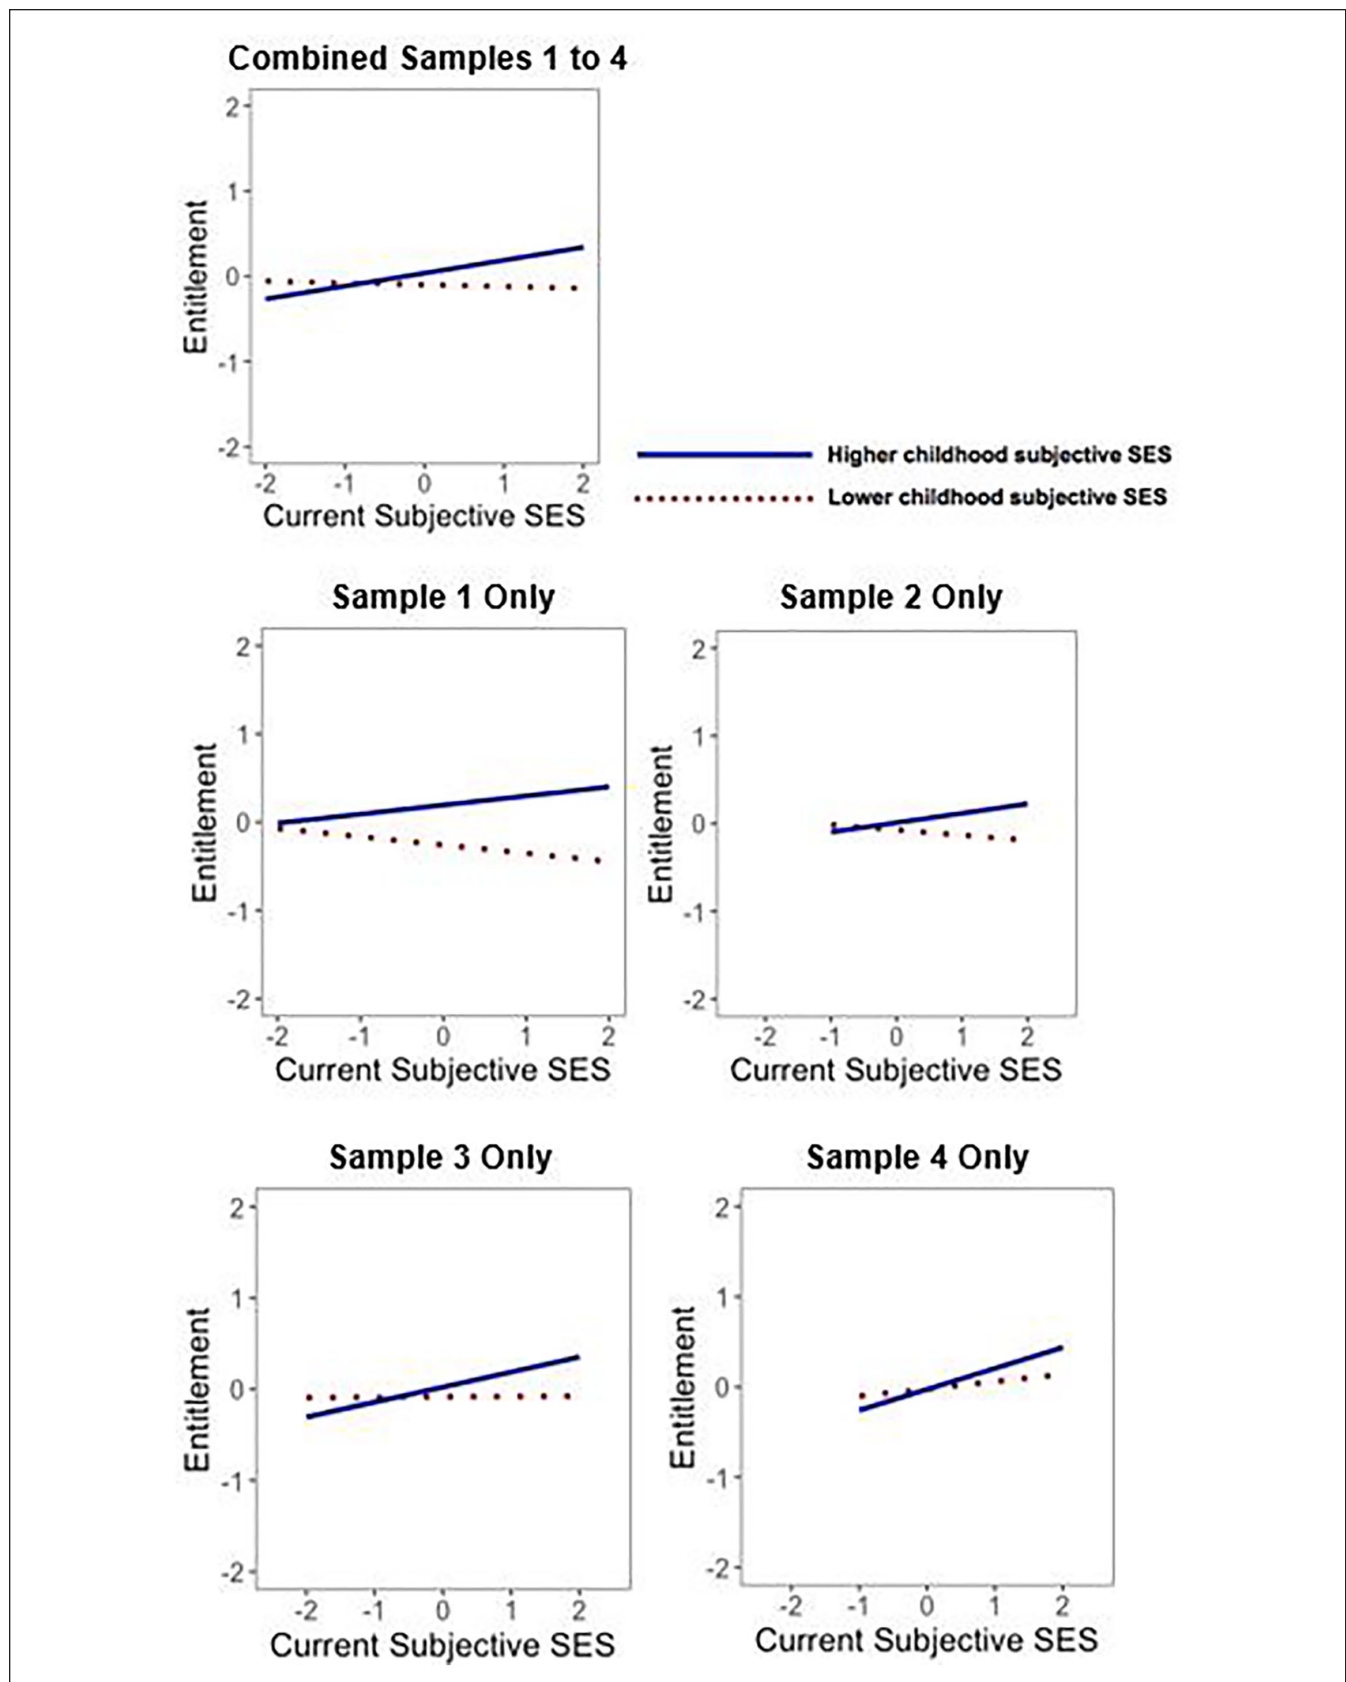 Combined Samples 1 to 4
2
1
0
-1
-2
Entitlement
-2 -1 0 1 2
Current Subjective SES
Higher childhood subjective SES
Lower childhood subjective SES
Sample 1 Only
2
1
0
-1
-2
Entitlement
-2 -1 0 1 2
Current Subjective SES
Sample 2 Only
2
1
0
-1
-2
Entitlement
-2 -1 0 1 2
Current Subjective SES
Sample 3 Only
2
1
0
-1
-2
Entitlement
-2 -1 0 1 2
Current Subjective SES
Sample 4 Only
2
1
0
-1
-2
Entitlement
-2 -1 0 1 2
Current Subjective SES